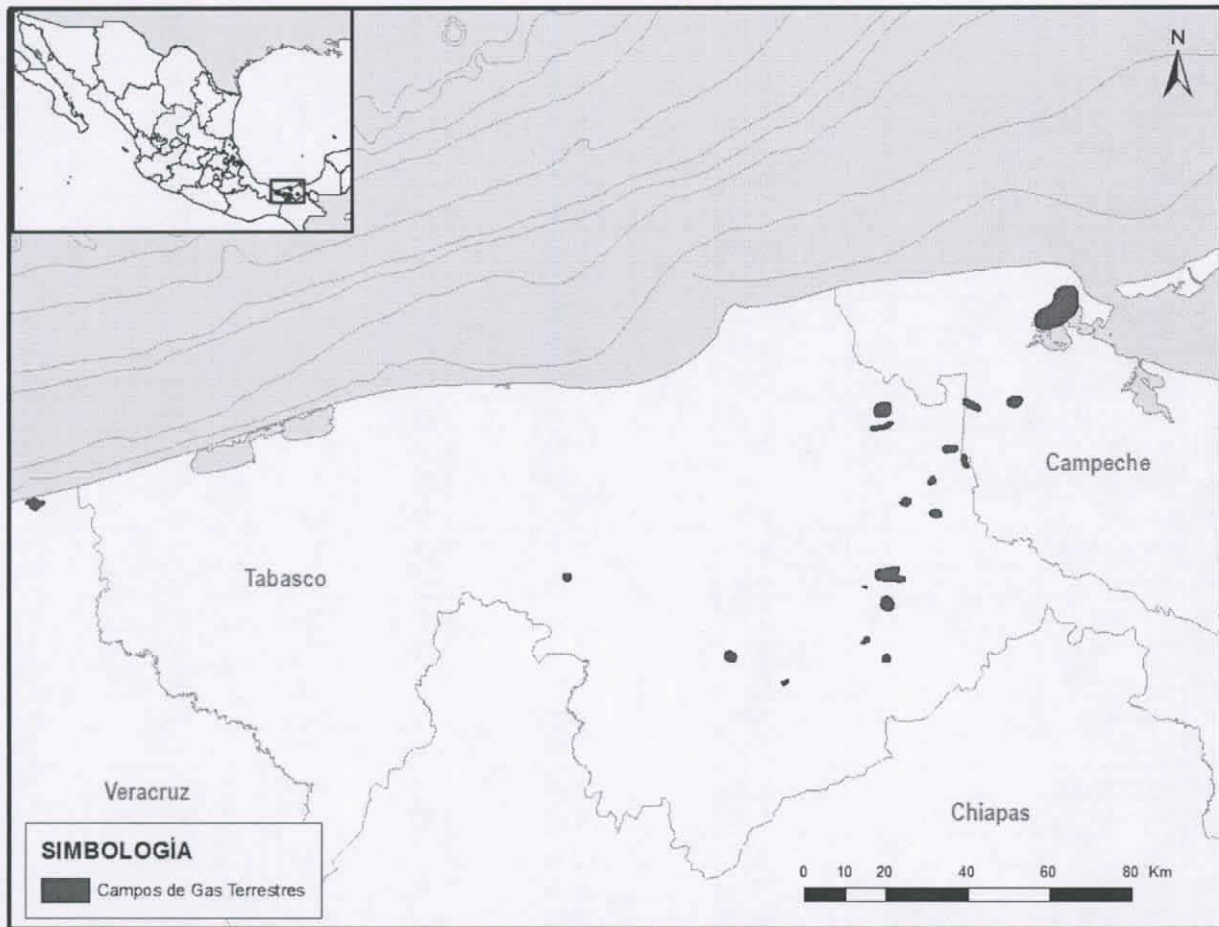 N
Campeche
Tabasco
Veracruz
Chiapas
SIMBOLOGÍA
Campos de Gas Terrestres
0 10 20 40 60 80 Km